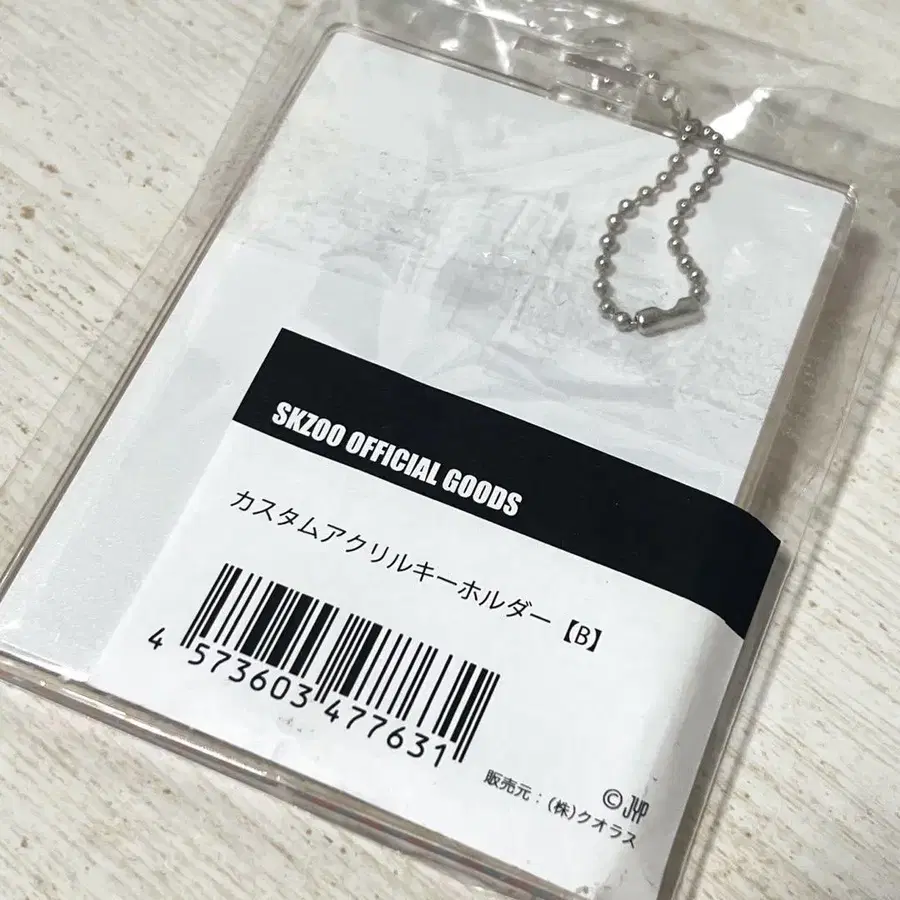 SKZOO OFFICIAL GOODS
カスタムアクリルキーホルダー【B】
4 573603 477631
© JYP
販売元：(株)クオラス